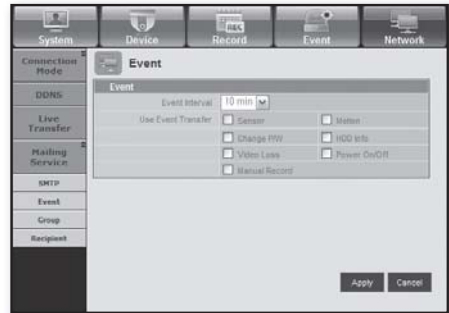 System Device Record Event Network
Connection Mode
DDNS
Live Transfer
Mailing Service
SMTP
Event
Group
Recipient
Event
Event
Event Interval 10 min
Use Event Transfer Sensor Motion
Change P/W HDD Info
Video Loss Power On/Off
Manual Record
Apply Cancel